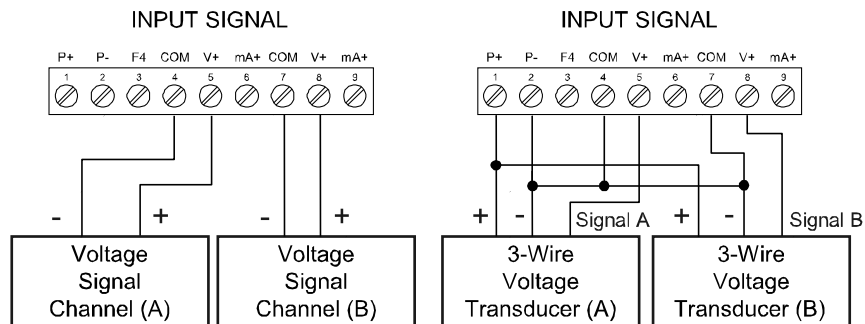 INPUT SIGNAL
P+ P- F4 COM V+ mA+ COM V+ mA+
1 2 3 4 5 6 7 8 9
- + - +
Voltage
Signal
Channel (A)
Voltage
Signal
Channel (B)
INPUT SIGNAL
P+ P- F4 COM V+ mA+ COM V+ mA+
1 2 3 4 5 6 7 8 9
+ - Signal A + - Signal B
3-Wire
Voltage
Transducer (A)
3-Wire
Voltage
Transducer (B)